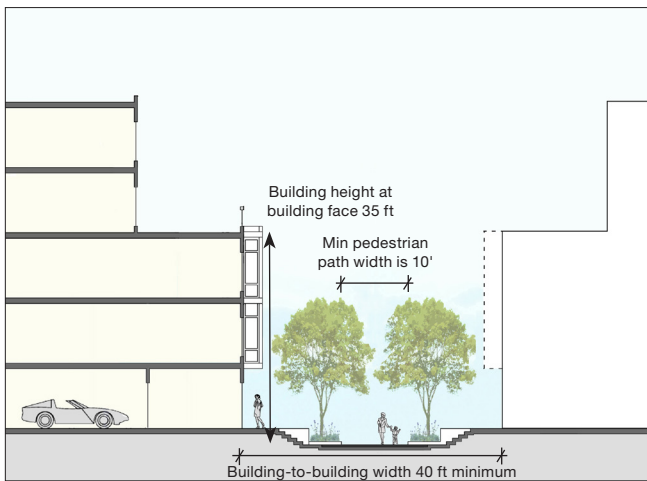 Building height at
building face 35 ft
Min pedestrian
path width is 10'
Building-to-building width 40 ft minimum